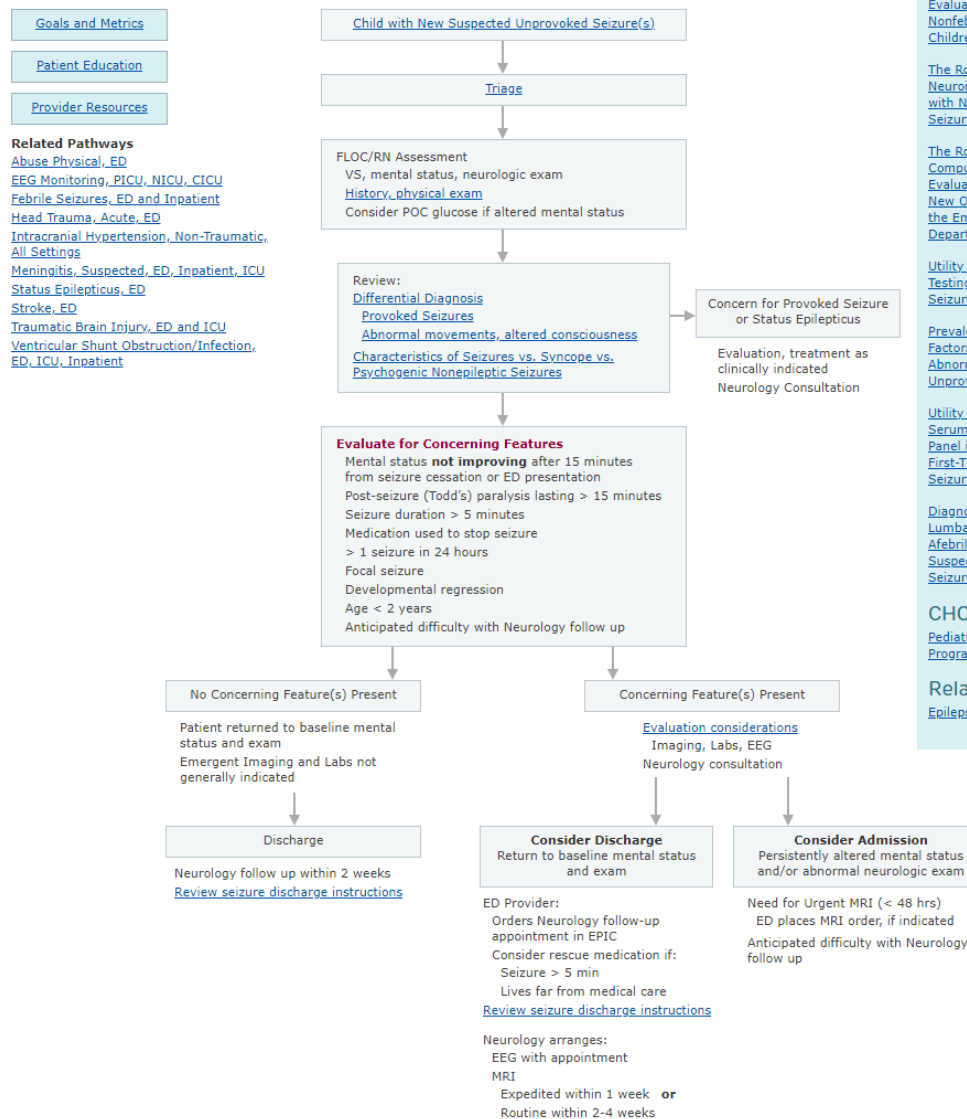 Goals and Metrics
Patient Education
Provider Resources
Related Pathways
Abuse Physical, ED
EEG Monitoring, PICU, NICU, CICU
Febrile Seizures, ED and Inpatient
Head Trauma, Acute, ED
Intracranial Hypertension, Non-Traumatic,
All Settings
Meningitis, Suspected, ED, Inpatient, ICU
Status Epilepticus, ED
Stroke, ED
Traumatic Brain Injury, ED and ICU
Ventricular Shunt Obstruction/Infection,
ED, ICU, Inpatient
Child with New Suspected Unprovoked Seizure(s)
Triage
FLOC/RN Assessment
VS, mental status, neurologic exam
History, physical exam
Consider POC glucose if altered mental status
Review:
Differential Diagnosis
Provoked Seizures
Abnormal movements, altered consciousness
Characteristics of Seizures vs. Syncope vs.
Psychogenic Nonepileptic Seizures
Concern for Provoked Seizure
or Status Epilepticus
Evaluation, treatment as
clinically indicated
Neurology Consultation
Evaluate for Concerning Features
Mental status not improving after 15 minutes
from seizure cessation or ED presentation
Post-seizure (Todd's) paralysis lasting > 15 minutes
Seizure duration > 5 minutes
Medication used to stop seizure
> 1 seizure in 24 hours
Focal seizure
Developmental regression
Age < 2 years
Anticipated difficulty with Neurology follow up
No Concerning Feature(s) Present
Patient returned to baseline mental
status and exam
Emergent Imaging and Labs not
generally indicated
Discharge
Neurology follow up within 2 weeks
Review seizure discharge instructions
Concerning Feature(s) Present
Evaluation considerations
Imaging, Labs, EEG
Neurology consultation
Consider Discharge
Return to baseline mental status
and exam
ED Provider:
Orders Neurology follow-up
appointment in EPIC
Consider rescue medication if:
Seizure > 5 min
Lives far from medical care
Review seizure discharge instructions
Neurology arranges:
EEG with appointment
MRI
Expedited within 1 week or
Routine within 2-4 weeks
Consider Admission
Persistently altered mental status
and/or abnormal neurologic exam
Need for Urgent MRI (< 48 hrs)
ED places MRI order, if indicated
Anticipated difficulty with Neurology
follow up
The
with
the
Utility
Testing
Utility
Serum
Panel